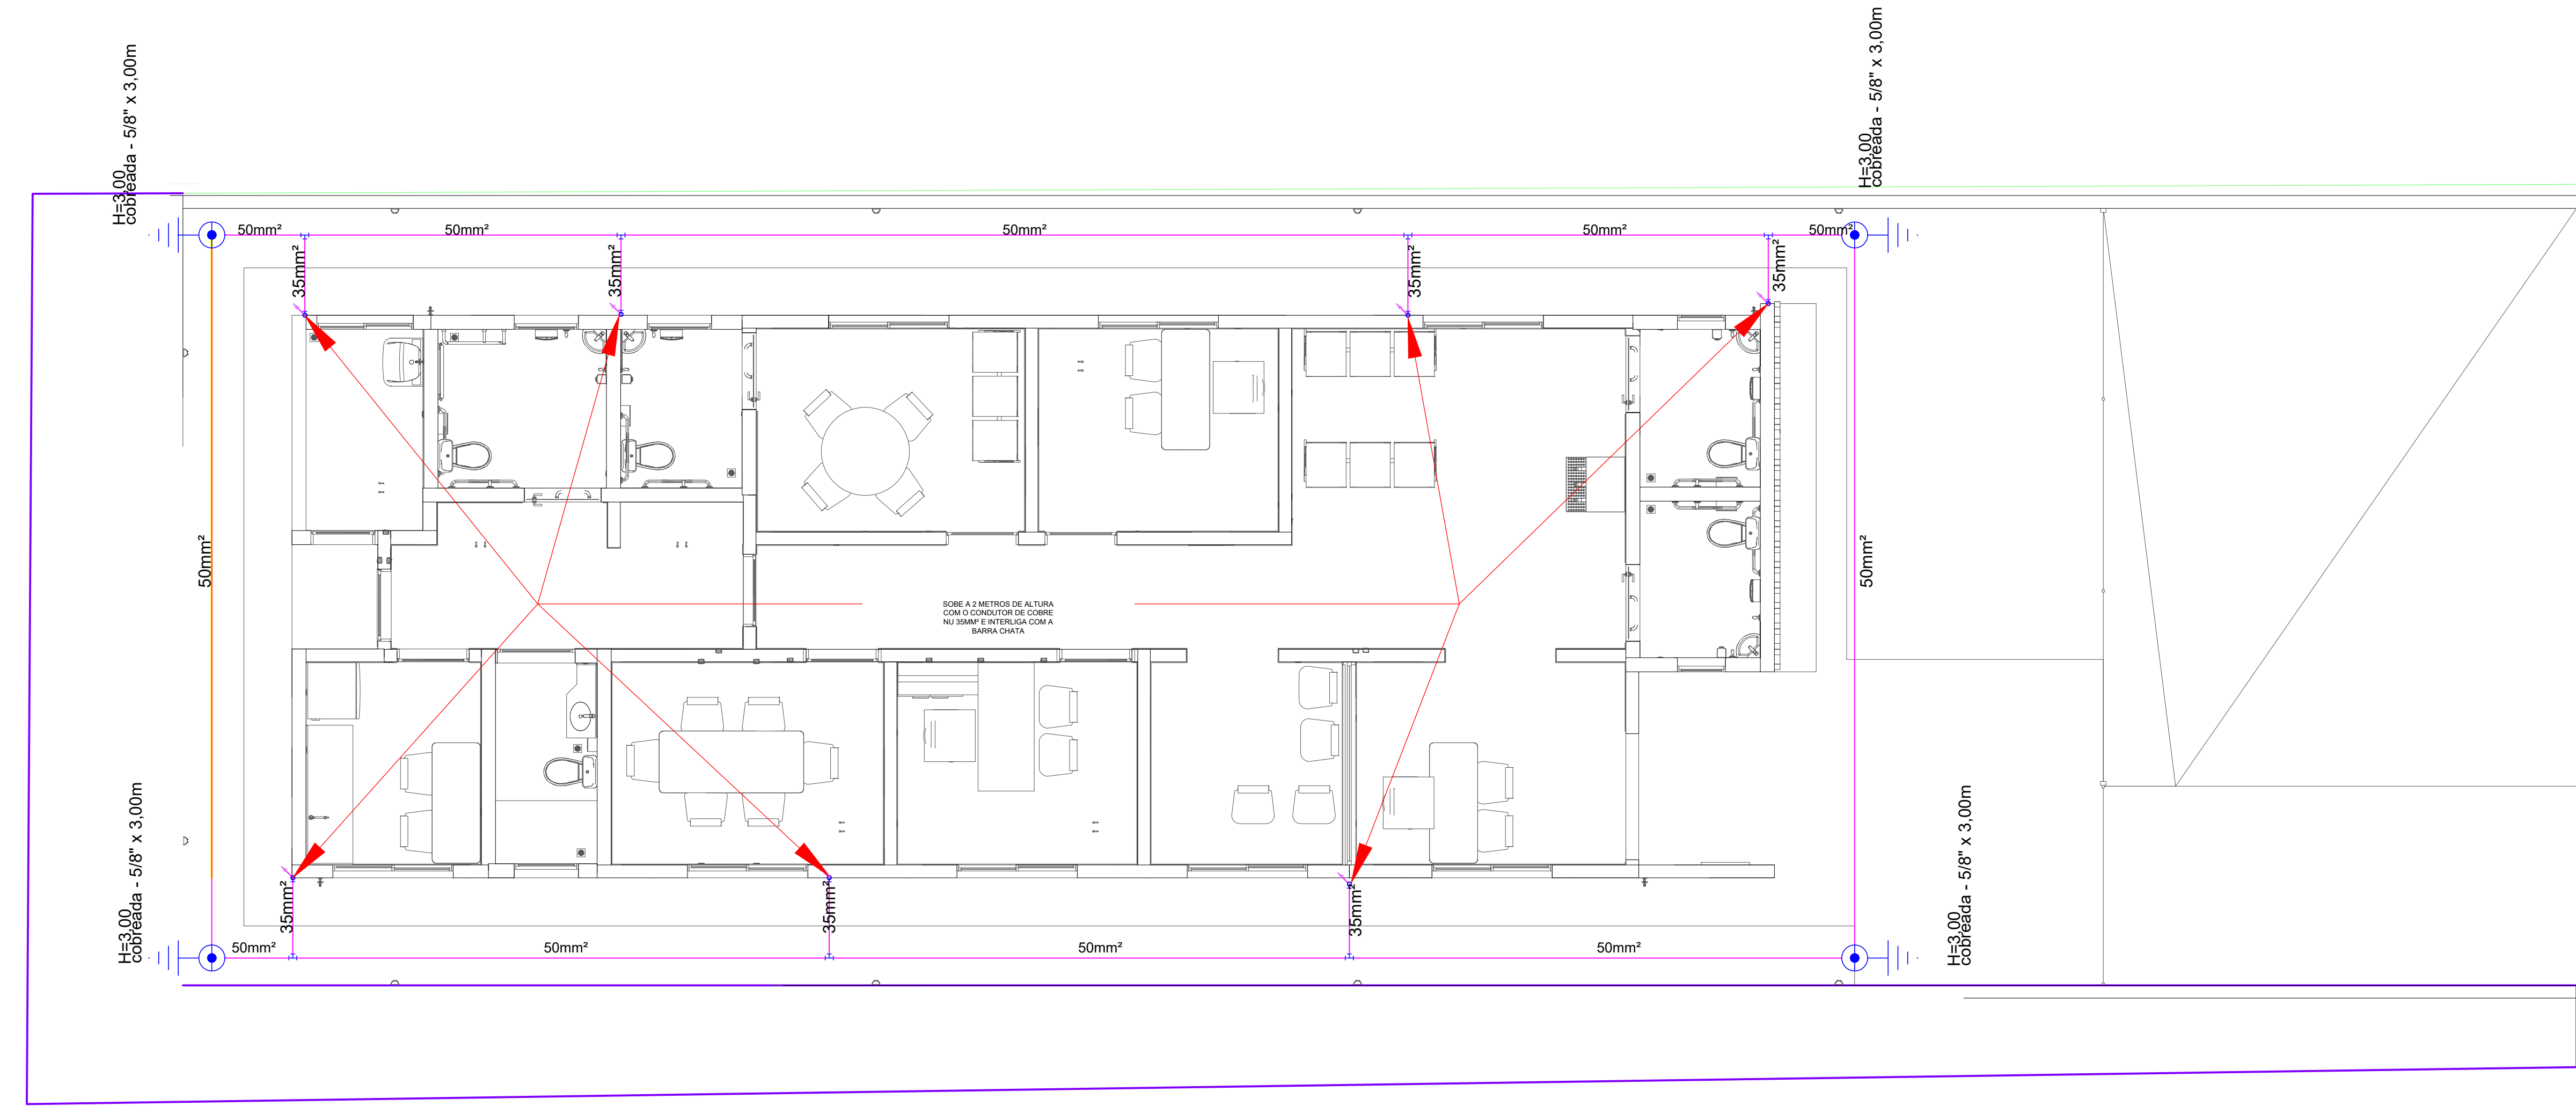 H=3,00
cobreada - 5/8" x 3,00m
H=3,00
cobreada - 5/8" x 3,00m
50mm²
50mm²
50mm²
50mm²
50mm²
35mm²
35mm²
35mm²
35mm²
50mm²
50mm²
SOBE A 2 METROS DE ALTURA
COM O CONDUTOR DE COBRE
NU 35MM² E INTERLIGA COM A
BARRA CHATA
H=3,00
cobreada - 5/8" x 3,00m
H=3,00
cobreada - 5/8" x 3,00m
35mm²
35mm²
35mm²
50mm²
50mm²
50mm²
50mm²